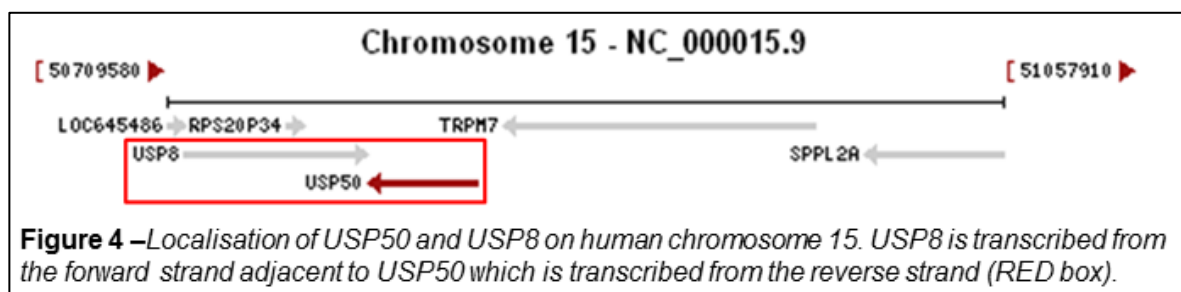 Chromosome 15 - NC_000015.9
[ 50709580 [ 51057910
LOC645486 RPS20P34 TRPM7
USP8 SPPL2A
USP50
Figure 4 –Localisation of USP50 and USP8 on human chromosome 15. USP8 is transcribed from
the forward strand adjacent to USP50 which is transcribed from the reverse strand (RED box).